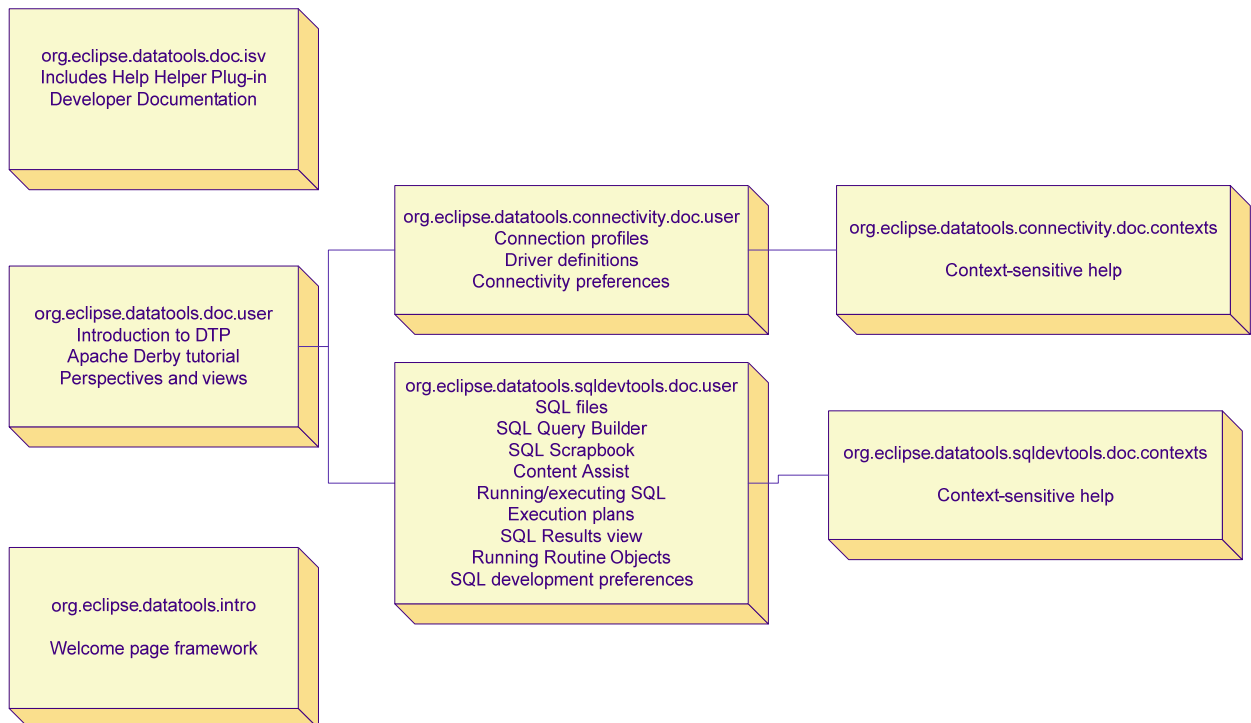 org.eclipse.datatools.doc.isv
Includes Help Helper Plug-in
Developer Documentation
org.eclipse.datatools.doc.user
Introduction to DTP
Apache Derby tutorial
Perspectives and views
org.eclipse.datatools.intro
Welcome page framework
org.eclipse.datatools.connectivity.doc.user
Connection profiles
Driver definitions
Connectivity preferences
org.eclipse.datatools.sqldevtools.doc.user
SQL files
SQL Query Builder
SQL Scrapbook
Content Assist
Running/executing SQL
Execution plans
SQL Results view
Running Routine Objects
SQL development preferences
org.eclipse.datatools.connectivity.doc.contexts
Context-sensitive help
org.eclipse.datatools.sqldevtools.doc.contexts
Context-sensitive help